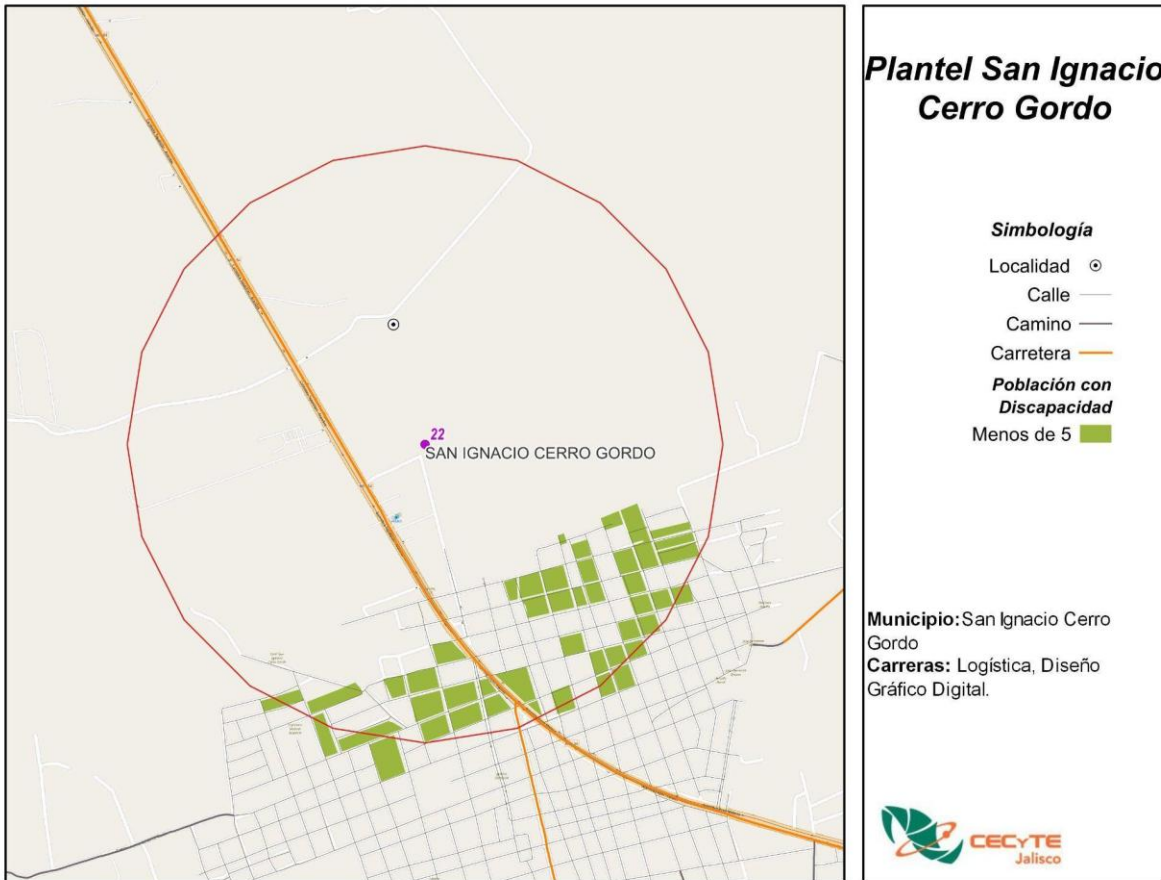 22
SAN IGNACIO CERRO GORDO
Plantel San Ignacio
Cerro Gordo
Simbología
Localidad
Calle
Camino
Carretera
Población con
Discapacidad
Menos de 5
Municipio: San Ignacio Cerro
Gordo
Carreras: Logística, Diseño
Gráfico Digital.
CECyTE
Jalisco